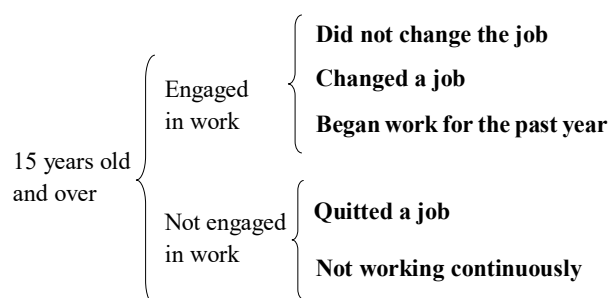 15 years old
and over
Engaged
in work
Did not change the job
Changed a job
Began work for the past year
Not engaged
in work
Quitted a job
Not working continuously